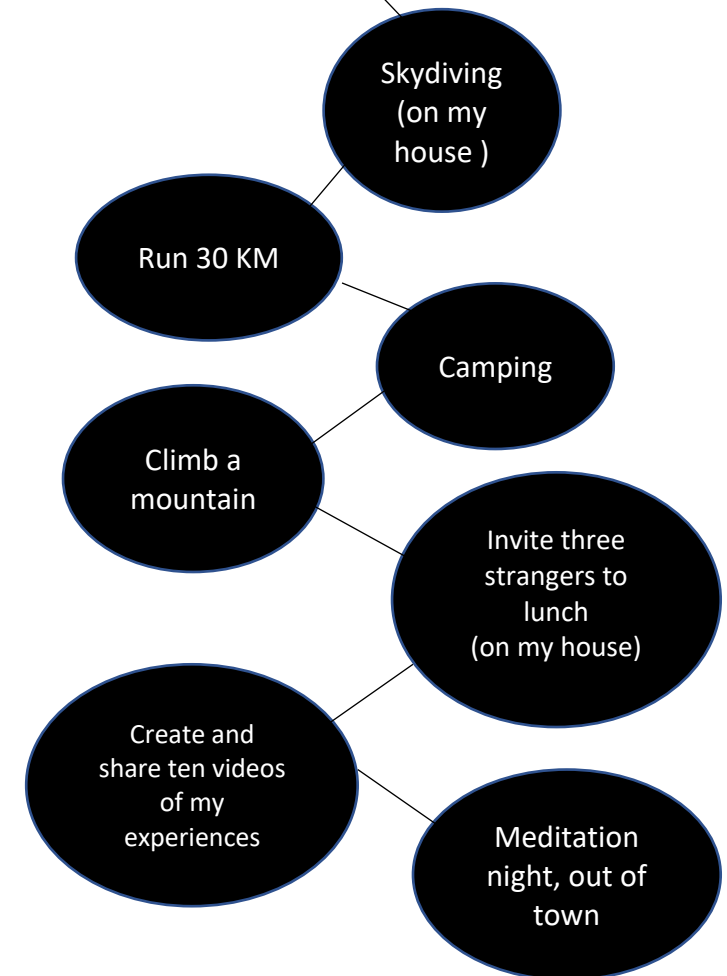 Skydiving
(on my
house )
Run 30 KM
Camping
Climb a
mountain
Invite three
strangers to
lunch
(on my house)
Create and
share ten videos
of my
experiences
Meditation
night, out of
town